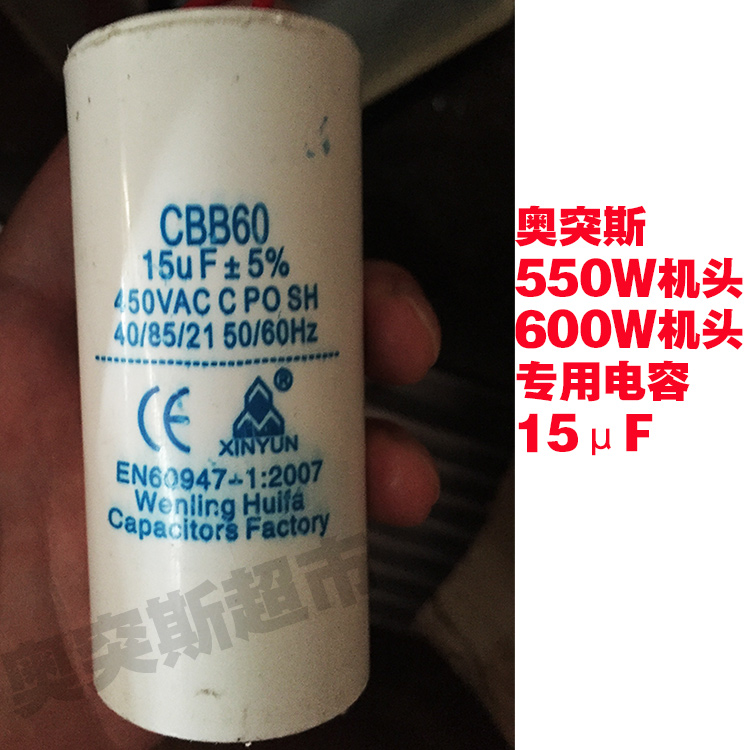 CBB60
15uF±5%
450VAC C PO SH
40/85/21 50/60Hz
CE
®
XINYUN
EN60947-1:2007
Wenling Huifa
Capacitors Factory
奥突斯超市
奥突斯
550W机头
600W机头
专用电容
15μF